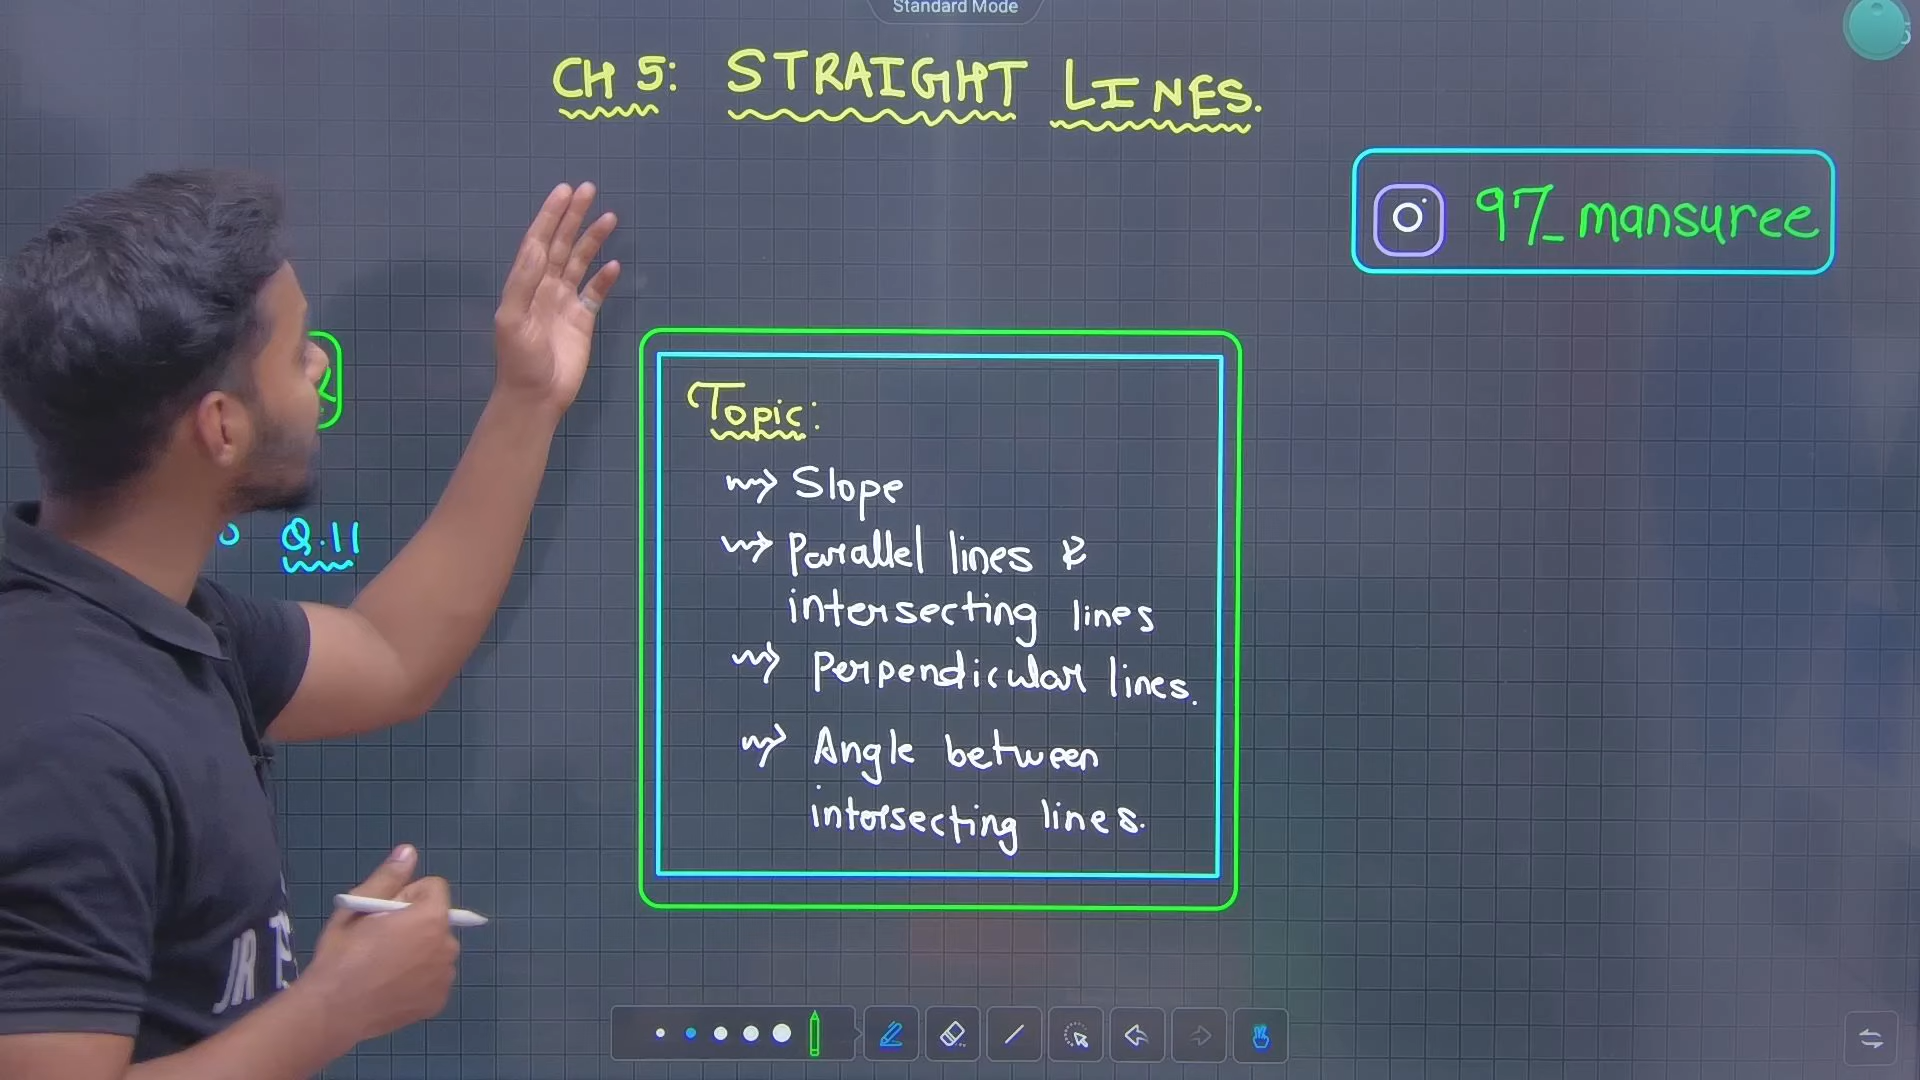 Standard Mode
CH 5: STRAIGHT LINES.
97_mansuree
Topic:
Slope
Parallel lines &
intersecting lines
Perpendicular lines.
Angle between
intersecting lines.
Q.11
JR